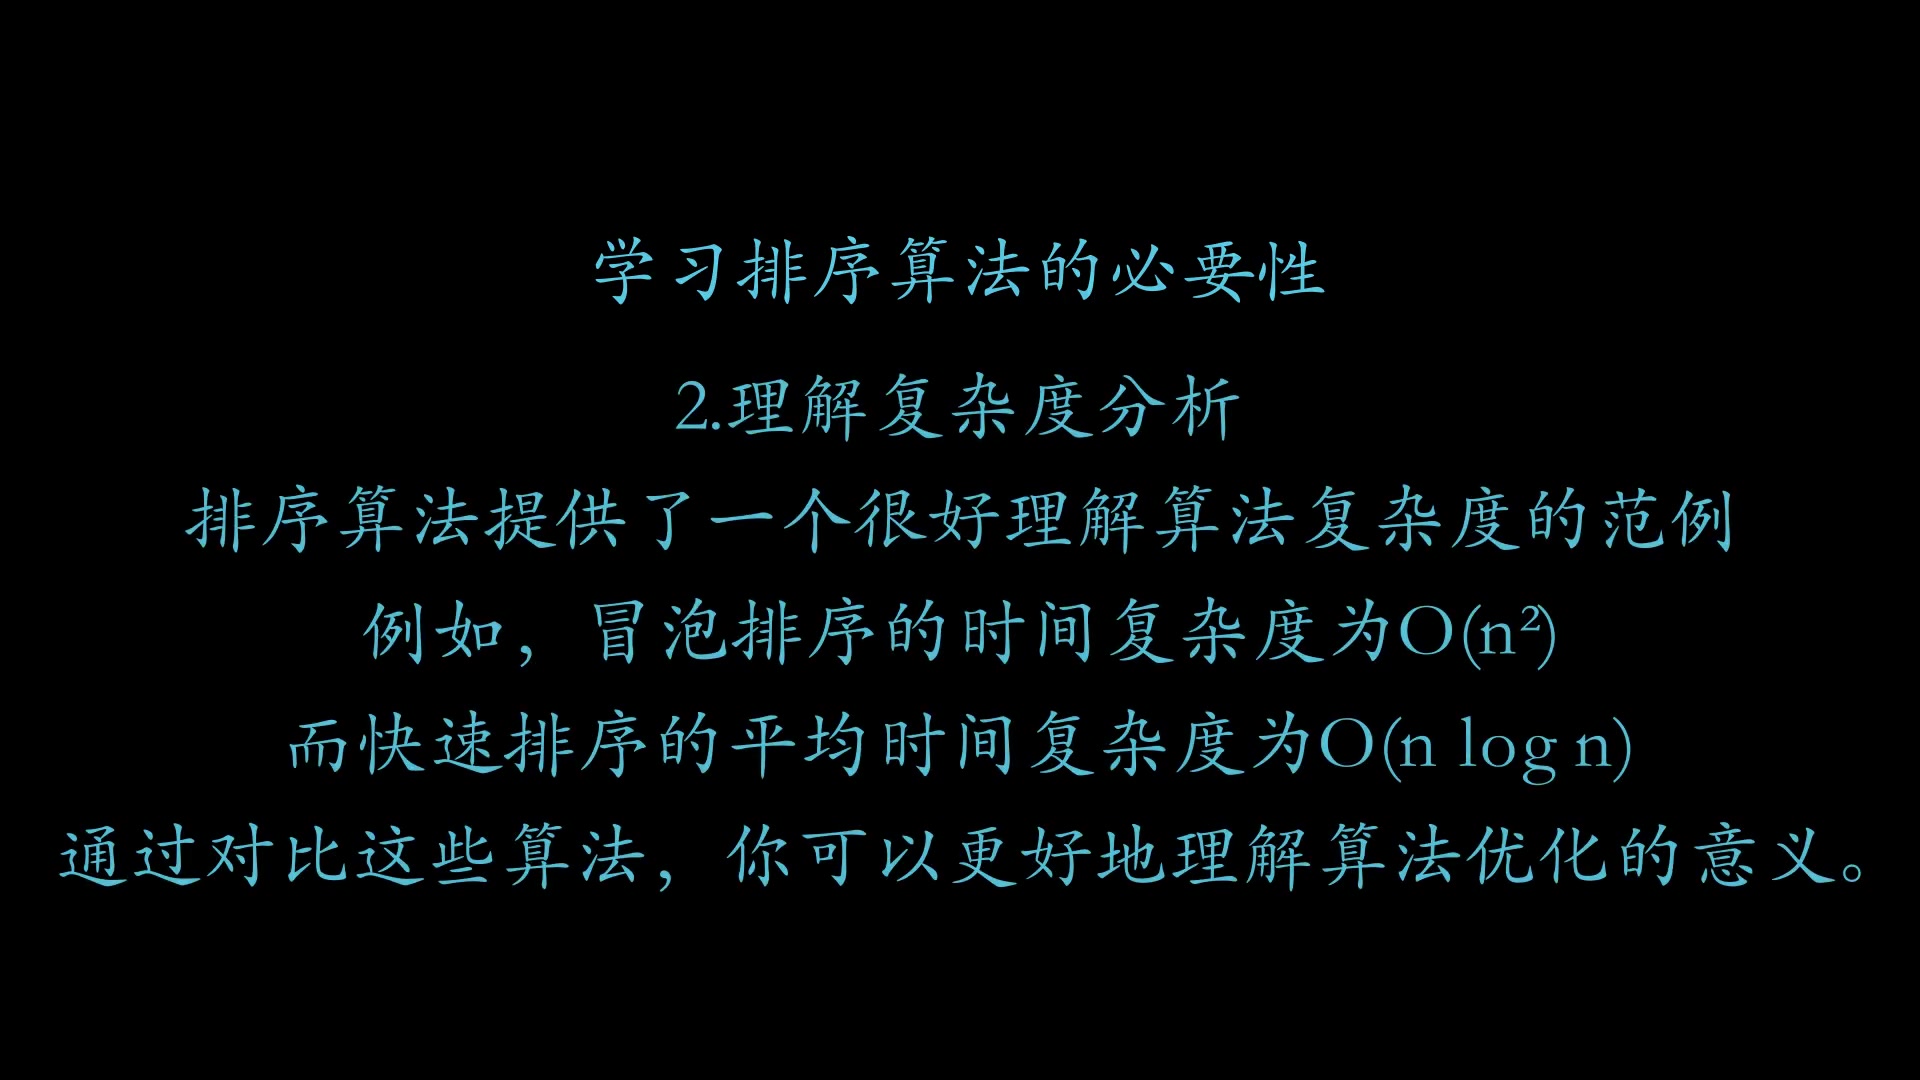 学习排序算法的必要性
2.理解复杂度分析
排序算法提供了一个很好理解算法复杂度的范例
例如，冒泡排序的时间复杂度为O(n²)
而快速排序的平均时间复杂度为O(n log n)
通过对比这些算法，你可以更好地理解算法优化的意义。